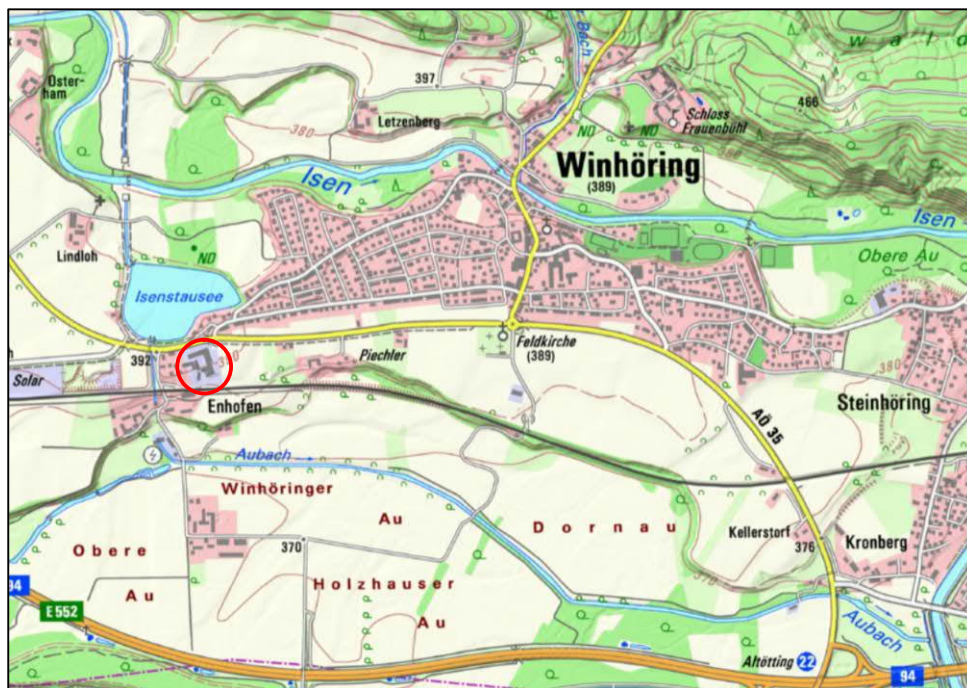 Oster-
ham
397
Letzenberg
380
ND
ND
Schloss
Frauenbühl
466
Bach
Isen
Winhöring
(389)
Isen
Obere Au
Lindloh
ND
Isenstausee
392
380
Piechler
Feldkirche
(389)
Solar
Enhofen
380
Steinhöring
AÖ 35
Aubach
Winhöringer
Au
Dornau
Kellerstorf
376
Kronberg
Obere
Au
370
Holzhauser
Au
370
94
E 552
Aubach
Altötting 22
94